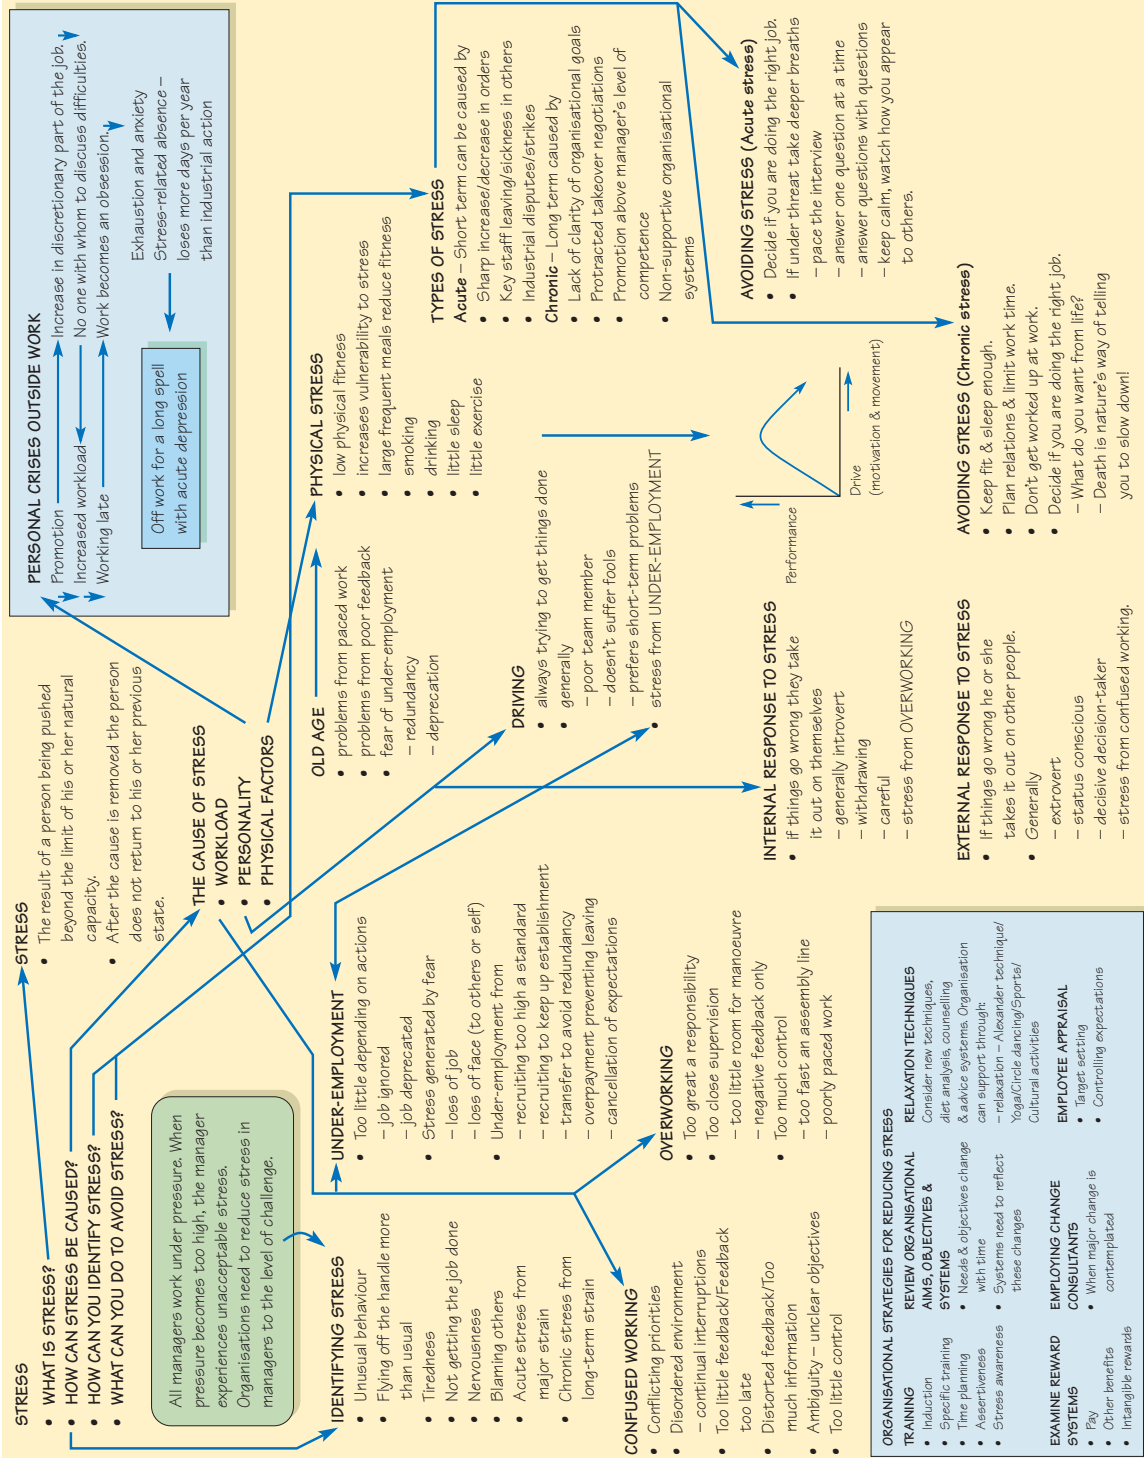 STRESS
• WHAT IS STRESS?
• HOW CAN STRESS BE CAUSED?
• HOW CAN YOU IDENTIFY STRESS?
• WHAT CAN YOU DO TO AVOID STRESS?
All managers work under pressure. When
pressure becomes too high, the manager
experiences unacceptable stress.
Organisations need to reduce stress in
managers to the level of challenge.
STRESS
• The result of a person being pushed
beyond the limit of his or her natural
capacity.
• After the cause is removed the person
does not return to his or her previous
state.
THE CAUSE OF STRESS
• WORKLOAD
• PERSONALITY
• PHYSICAL FACTORS
PERSONAL CRISES OUTSIDE WORK
Promotion
Increase in discretionary part of the job.
Increased workload
No one with whom to discuss difficulties.
Working late
Work becomes an obsession.
Exhaustion and anxiety
Stress-related absence –
loses more days per year
than industrial action
Off work for a long spell
with acute depression
IDENTIFYING STRESS
• Unusual behaviour
• Flying off the handle more
than usual
• Tiredness
• Not getting the job done
• Nervousness
• Blaming others
• Acute stress from
major strain
• Chronic stress from
long-term strain
UNDER-EMPLOYMENT
• Too little depending on actions
– job ignored
– job deprecated
• Stress generated by fear
– loss of job
– loss of face (to others or self)
• Under-employment from
– recruiting too high a standard
– recruiting to keep up establishment
– transfer to avoid redundancy
– overpayment preventing leaving
– cancellation of expectations
OLD AGE
• problems from paced work
• problems from poor feedback
• fear of under-employment
– redundancy
– deprecation
PHYSICAL STRESS
• low physical fitness
• increases vulnerability to stress
• large frequent meals reduce fitness
• smoking
• drinking
• little sleep
• little exercise
TYPES OF STRESS
Acute – Short term can be caused by
• Sharp increase/decrease in orders
• Key staff leaving/sickness in others
• Industrial disputes/strikes
Chronic – Long term caused by
• Lack of clarity of organisational goals
• Protracted takeover negotiations
• Promotion above manager's level of
competence
• Non-supportive organisational
systems
DRIVING
• always trying to get things done
• generally
– poor team member
– doesn't suffer fools
– prefers short-term problems
• stress from UNDER-EMPLOYMENT
CONFUSED WORKING
• Conflicting priorities
• Disordered environment
– continual interruptions
• Too little feedback/Feedback
too late
• Distorted feedback/Too
much information
• Ambiguity – unclear objectives
• Too little control
OVERWORKING
• Too great a responsibility
• Too close supervision
– too little room for manoeuvre
– negative feedback only
• Too much control
– too fast an assembly line
– poorly paced work
INTERNAL RESPONSE TO STRESS
• if things go wrong they take
it out on themselves
– generally introvert
– withdrawing
– careful
– stress from OVERWORKING
Performance
Drive
(motivation & movement)
AVOIDING STRESS (Acute stress)
• Decide if you are doing the right job.
• If under threat take deeper breaths
– pace the interview
– answer one question at a time
– answer questions with questions
– keep calm, watch how you appear
to others.
EXTERNAL RESPONSE TO STRESS
• If things go wrong he or she
takes it out on other people.
• Generally
– extrovert
– status conscious
– decisive decision-taker
– stress from confused working.
AVOIDING STRESS (Chronic stress)
• Keep fit & sleep enough.
• Plan relations & limit work time.
• Don't get worked up at work.
• Decide if you are doing the right job.
– What do you want from life?
– Death is nature's way of telling
you to slow down!
ORGANISATIONAL STRATEGIES FOR REDUCING STRESS
TRAINING
• Induction
• Specific training
• Time planning
• Assertiveness
• Stress awareness
REVIEW ORGANISATIONAL
AIMS, OBJECTIVES &
SYSTEMS
• Needs & objectives change
with time
• Systems need to reflect
these changes
RELAXATION TECHNIQUES
Consider new techniques,
diet analysis, counselling
& advice systems. Organisation
can support through:
– relaxation – Alexander technique/
Yoga/Circle dancing/Sports/
Cultural activities
EXAMINE REWARD
SYSTEMS
• Pay
• Other benefits
• Intangible rewards
EMPLOYING CHANGE
CONSULTANTS
• When major change is
contemplated
EMPLOYEE APPRAISAL
• Target setting
• Controlling expectations